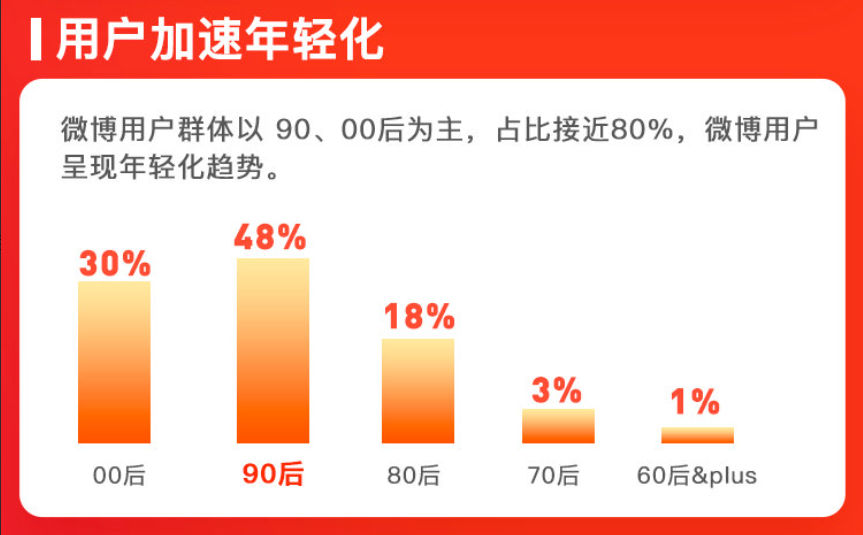 用户加速年轻化
微博用户群体以 90、00后为主，占比接近80%，微博用户
呈现年轻化趋势。
30%
48%
18%
3%
1%
00后
90后
80后
70后
60后&plus